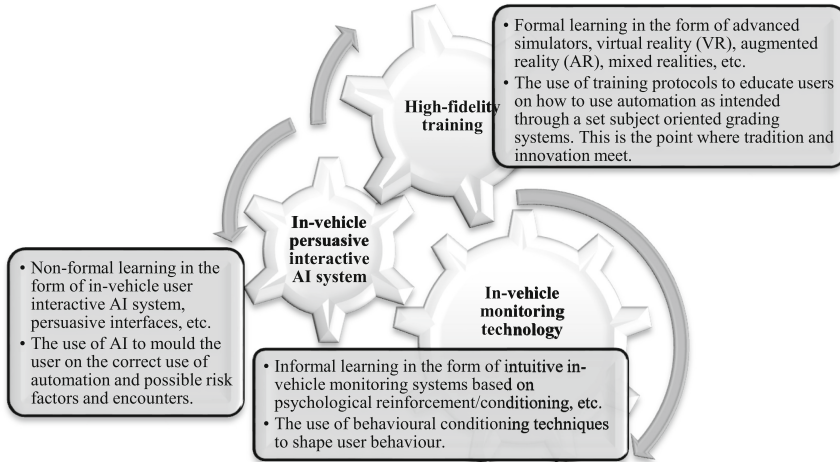 • Formal learning in the form of advanced
simulators, virtual reality (VR), augmented
reality (AR), mixed realities, etc.
• The use of training protocols to educate users
on how to use automation as intended
through a set subject oriented grading
systems. This is the point where tradition and
innovation meet.
High-fidelity
training
In-vehicle
persuasive
interactive
AI system
• Non-formal learning in the
form of in-vehicle user
interactive AI system,
persuasive interfaces, etc.
• The use of AI to mould the
user on the correct use of
automation and possible risk
factors and encounters.
In-vehicle
monitoring
technology
• Informal learning in the form of intuitive in-
vehicle monitoring systems based on
psychological reinforcement/conditioning, etc.
• The use of behavioural conditioning techniques
to shape user behaviour.